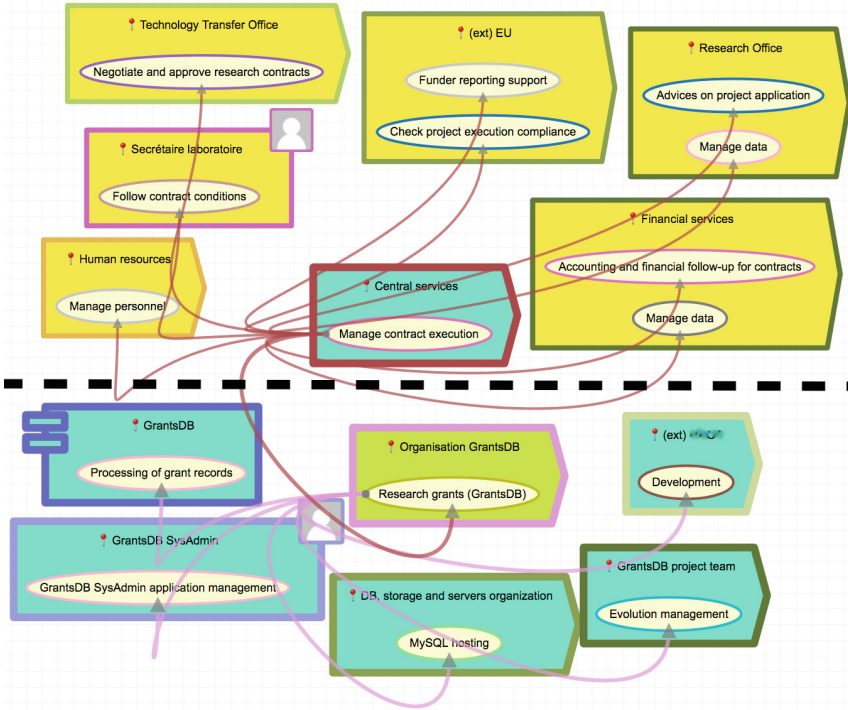 Technology Transfer Office
Negotiate and approve research contracts
(ext) EU
Funder reporting support
Check project execution compliance
Research Office
Advices on project application
Manage data
Secrétaire laboratoire
Follow contract conditions
Human resources
Manage personnel
Central services
Manage contract execution
Financial services
Accounting and financial follow-up for contracts
Manage data
GrantsDB
Processing of grant records
Organisation GrantsDB
Research grants (GrantsDB)
(ext)
Development
GrantsDB SysAdmin
GrantsDB SysAdmin application management
DB, storage and servers organization
MySQL hosting
GrantsDB project team
Evolution management